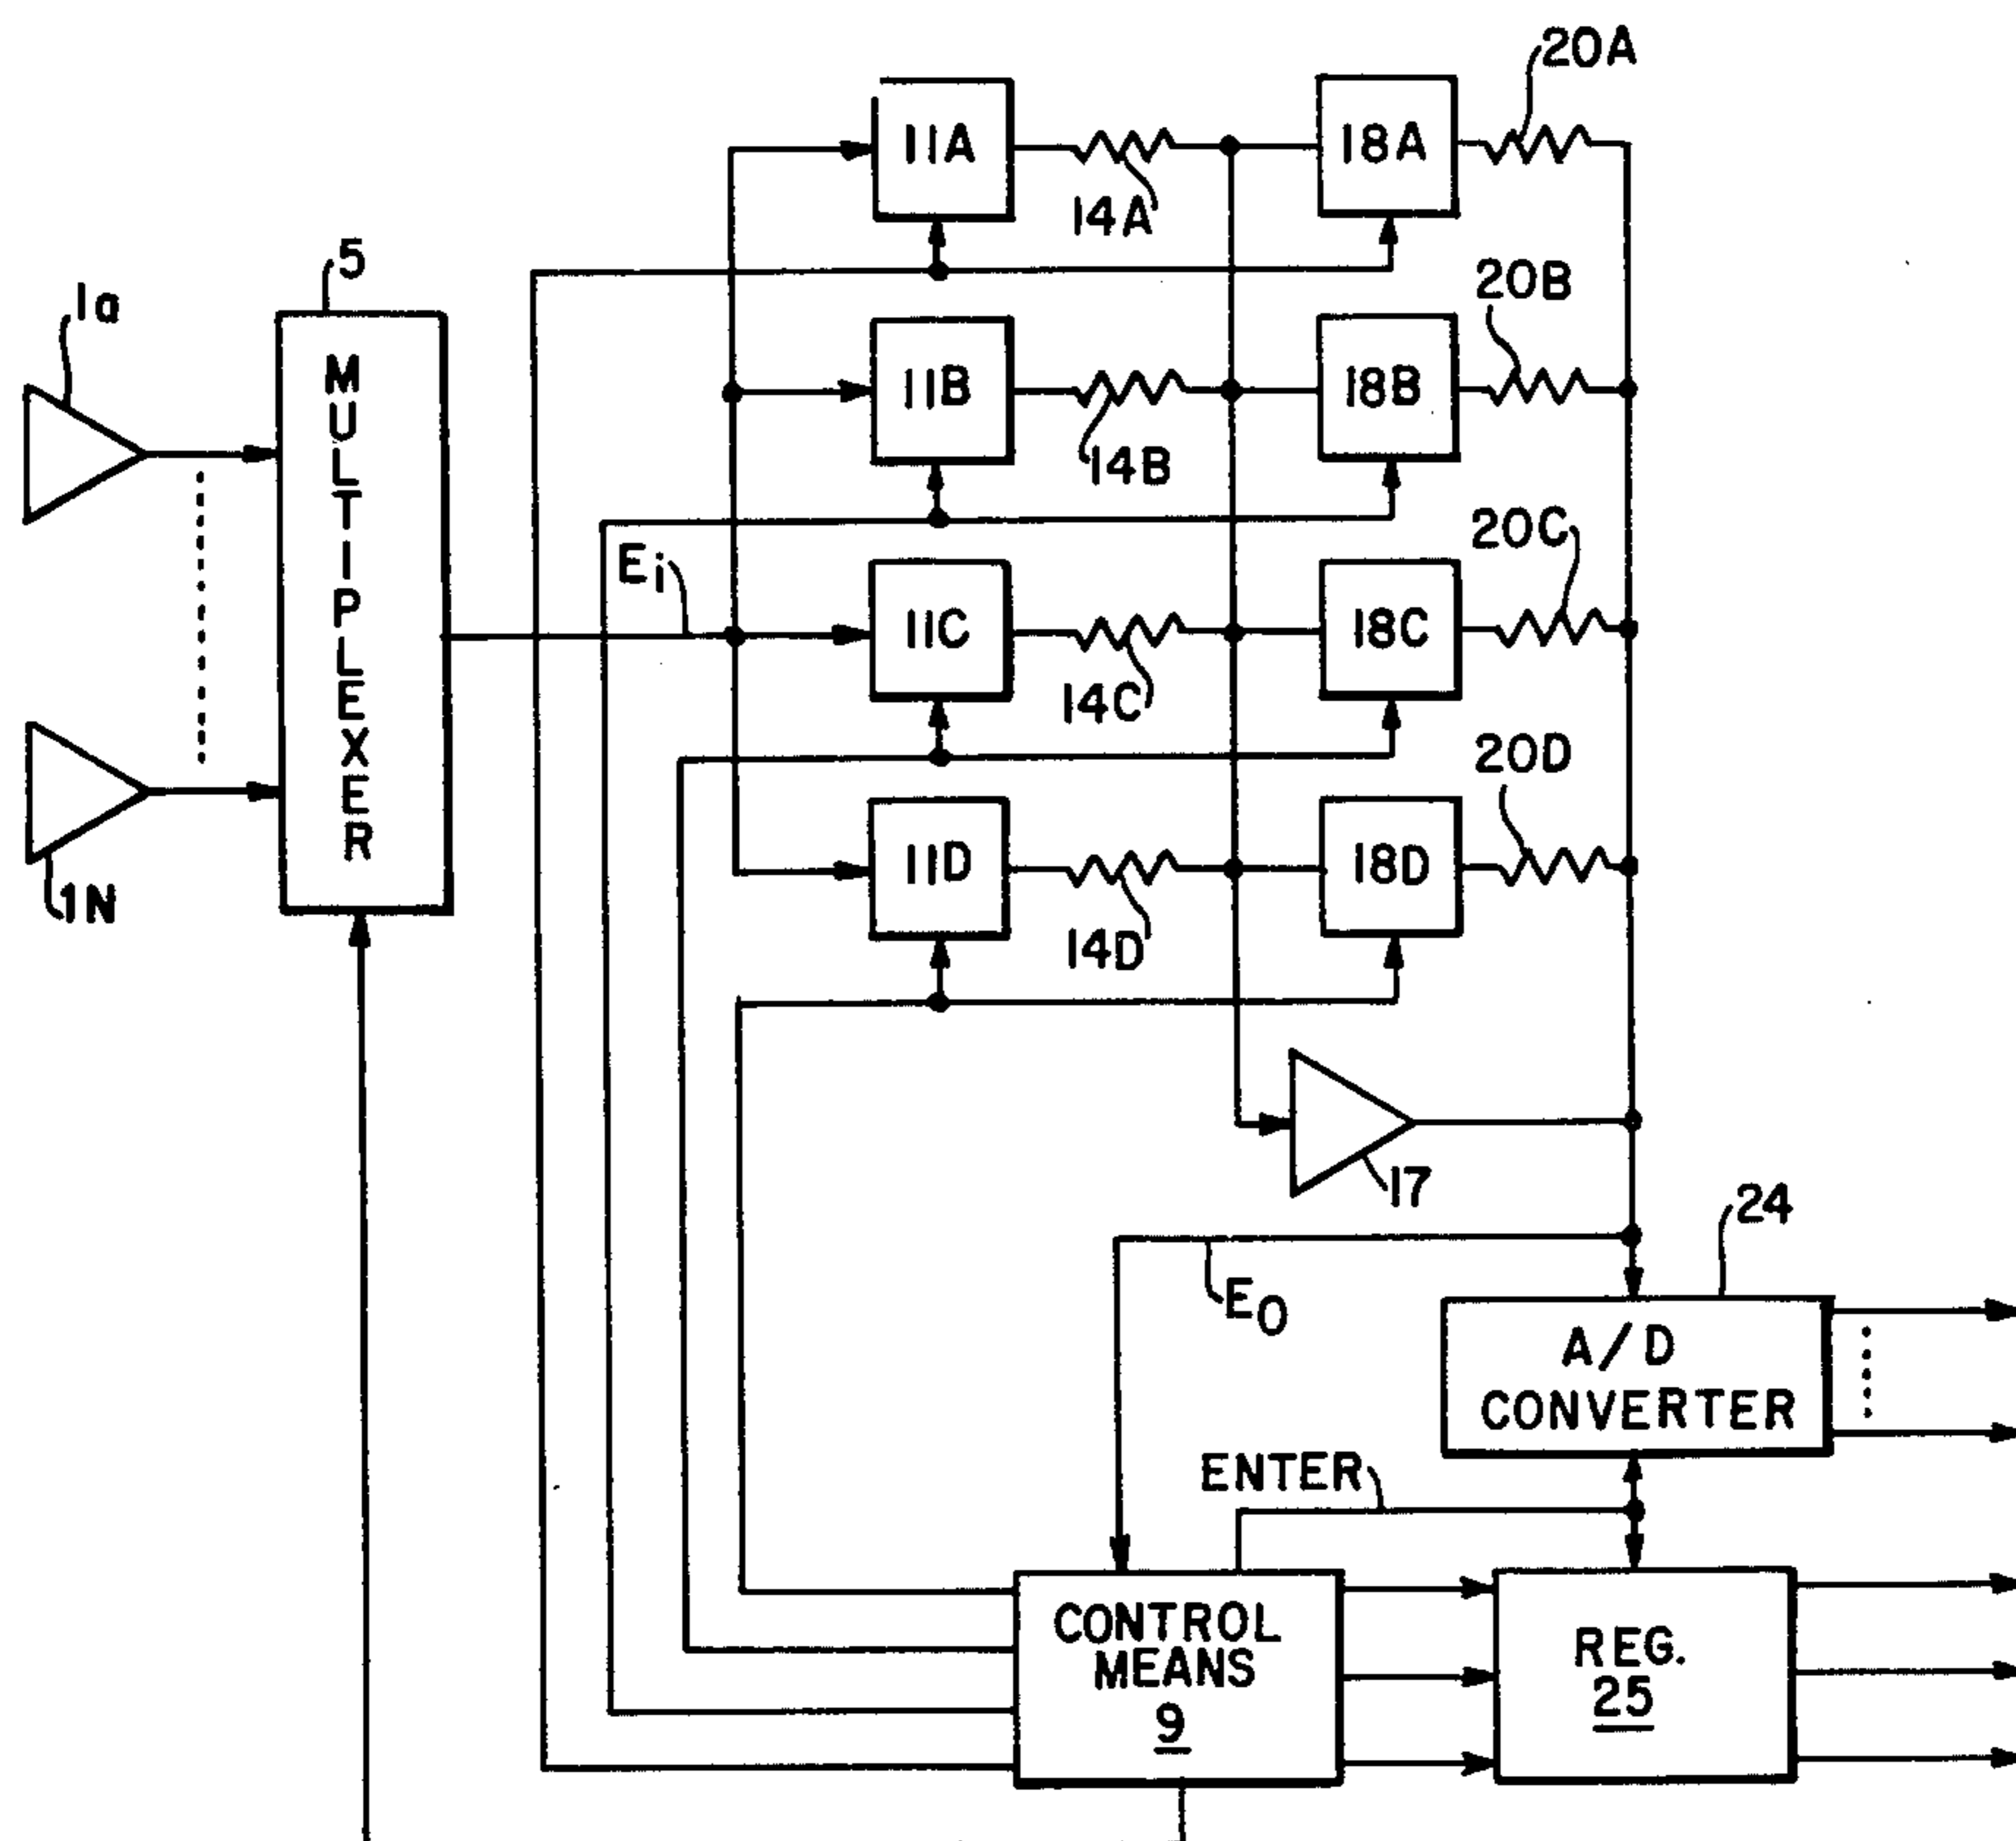 20A
11A
18A
14A
5
1a
20B
11B
18B
14B
MULTIPLEXER
20C
Ei
11C
18C
14C
20D
11D
18D
1N
14D
17
24
E0
A/D
CONVERTER
ENTER
CONTROL
MEANS
9
REG.
25